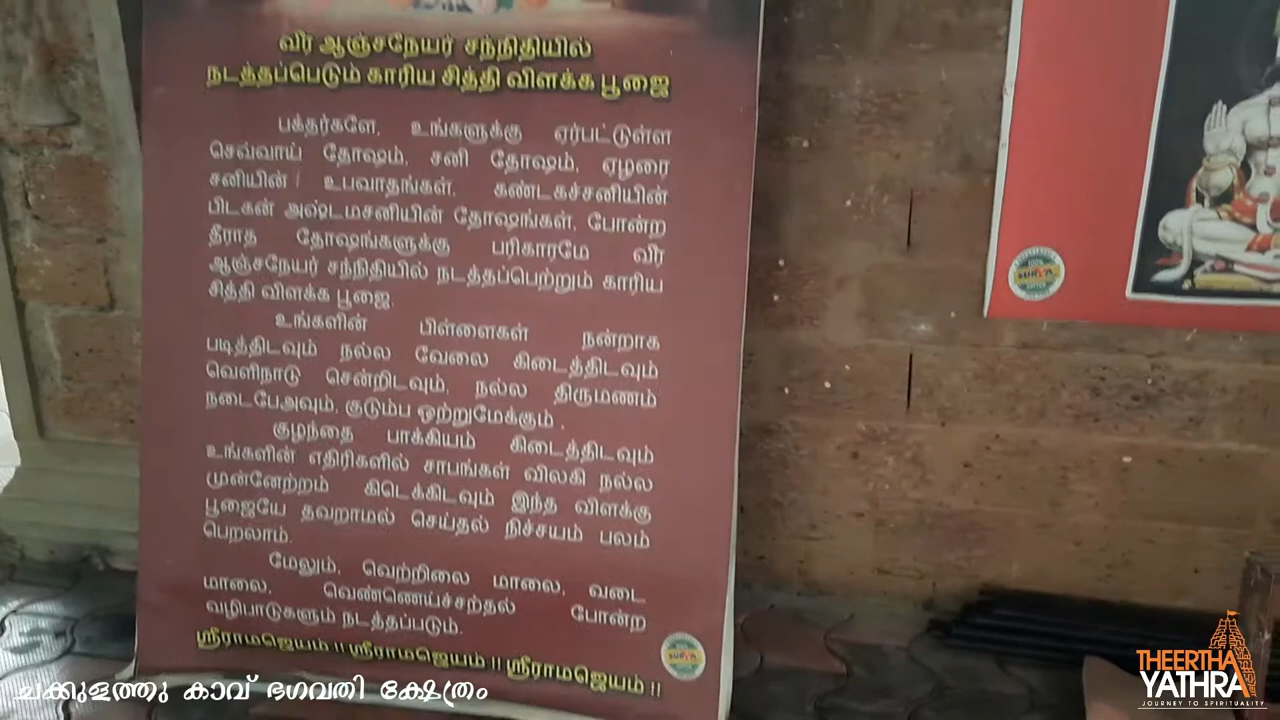 வீர ஆஞ்சநேயர் சந்நிதியில்
நடத்தப்பெடும் காரிய சித்தி விளக்க பூஜை
பக்தர்களே, உங்களுக்கு ஏர்பட்டுள்ள
செவ்வாய் தோஷம், சனி தோஷம், ஏழரை
சனியின் உபவாதங்கள், கண்டகச்சனியின்
பிடகன் அஷ்டமசனியின் தோஷங்கள், போன்ற
தீராத தோஷங்களுக்கு பரிகாரமே வீர
ஆஞ்சநேயர் சந்நிதியில் நடத்தப்பெற்றும் காரிய
சித்தி விளக்க பூஜை.
உங்களின் பிள்ளைகள் நன்றாக
படித்திடவும் நல்ல வேலை கிடைத்திடவும்
வெளிநாடு சென்றிடவும், நல்ல திருமணம்
நடைபேஅவும், குடும்ப ஒற்றுமேக்கும் .
குழந்தை பாக்கியம் கிடைத்திடவும்
உங்களின் எதிரிகளில் சாபங்கள் விலகி நல்ல
முன்னேற்றம் கிடெக்கிடவும் இந்த விளக்கு
பூஜையே தவறாமல் செய்தல் நிச்சயம் பலம்
பெறலாம்.
மேலும், வெற்றிலை மாலை, வடை
மாலை, வெண்ணெய்ச்சற்தல் போன்ற
வழிபாடுகளும் நடத்தப்படும்.
ஸ்ரீராமஜெயம் !! ஸ்ரீராமஜெயம் !! ஸ்ரீராமஜெயம் !!
ചക്കുളത്തു കാവ് ഭഗവതി ക്ഷേത്രം
THEERTHA
YATHRA
JOURNEY TO SPIRITUALITY